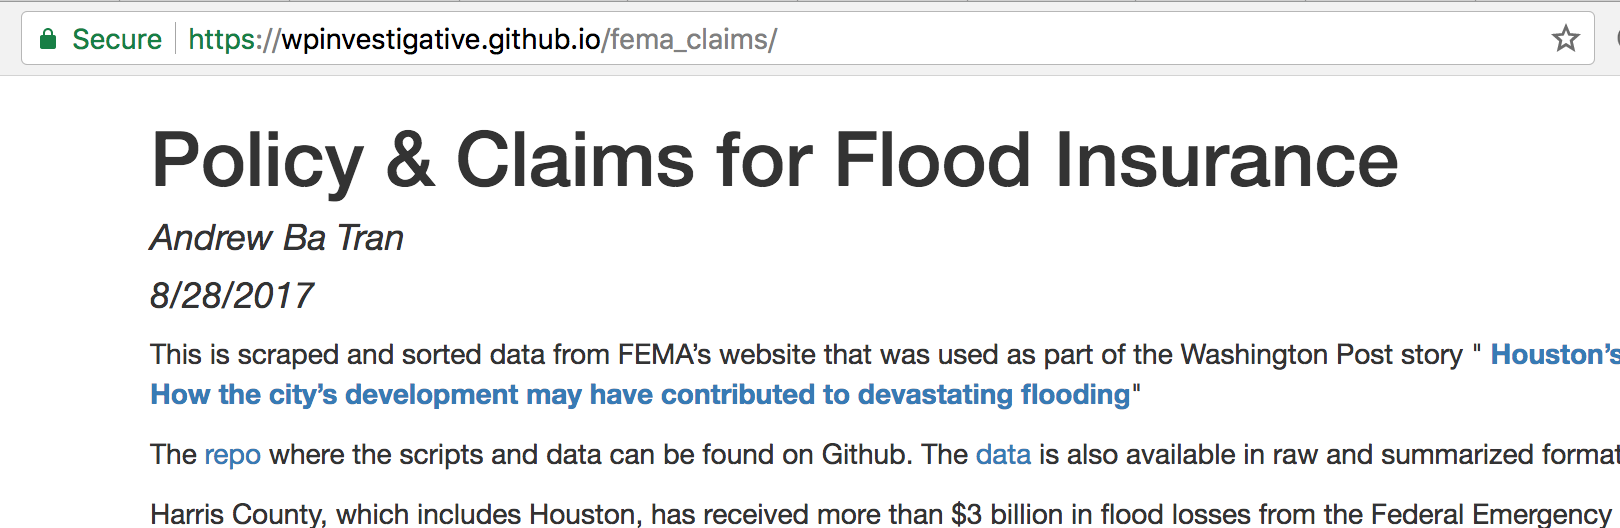 Secure https://wpinvestigative.github.io/fema_claims/
Policy & Claims for Flood Insurance
Andrew Ba Tran
8/28/2017
This is scraped and sorted data from FEMA’s website that was used as part of the Washington Post story " Houston’s
How the city’s development may have contributed to devastating flooding"
The repo where the scripts and data can be found on Github. The data is also available in raw and summarized format
Harris County, which includes Houston, has received more than $3 billion in flood losses from the Federal Emergency